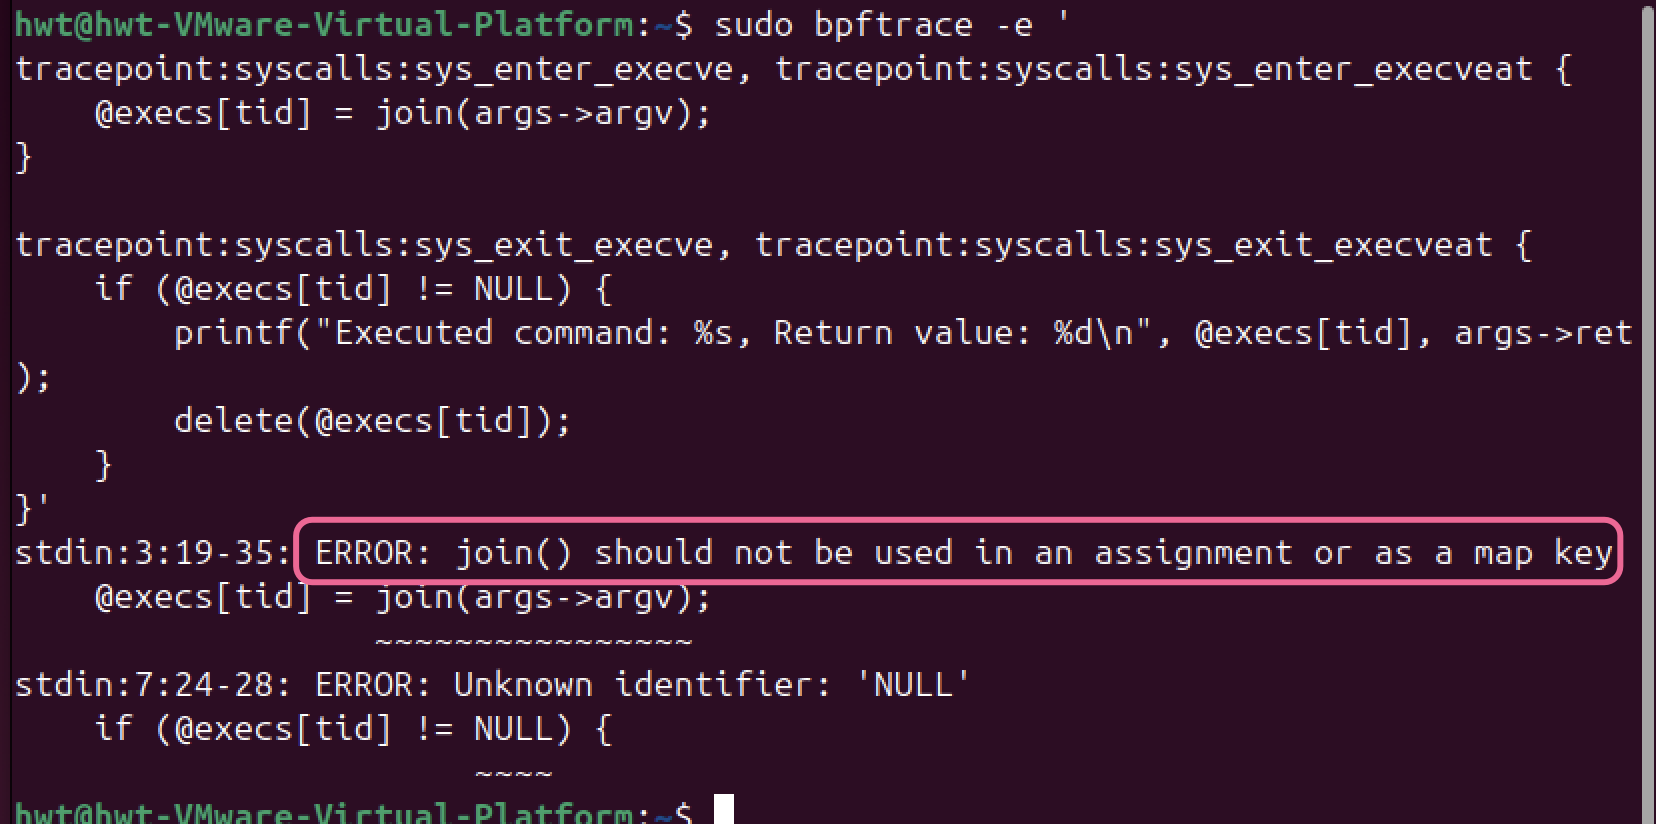 hwt@hwt-VMware-Virtual-Platform:~$ sudo bpftrace -e '
tracepoint:syscalls:sys_enter_execve, tracepoint:syscalls:sys_enter_execveat {
    @execs[tid] = join(args->argv);
}

tracepoint:syscalls:sys_exit_execve, tracepoint:syscalls:sys_exit_execveat {
    if (@execs[tid] != NULL) {
        printf("Executed command: %s, Return value: %d\n", @execs[tid], args->ret
);
        delete(@execs[tid]);
    }
}'
stdin:3:19-35: ERROR: join() should not be used in an assignment or as a map key
    @execs[tid] = join(args->argv);
                  ~~~~~~~~~~~~~~~~
stdin:7:24-28: ERROR: Unknown identifier: 'NULL'
    if (@execs[tid] != NULL) {
                       ~~~~
hwt@hwt-VMware-Virtual-Platform:~$